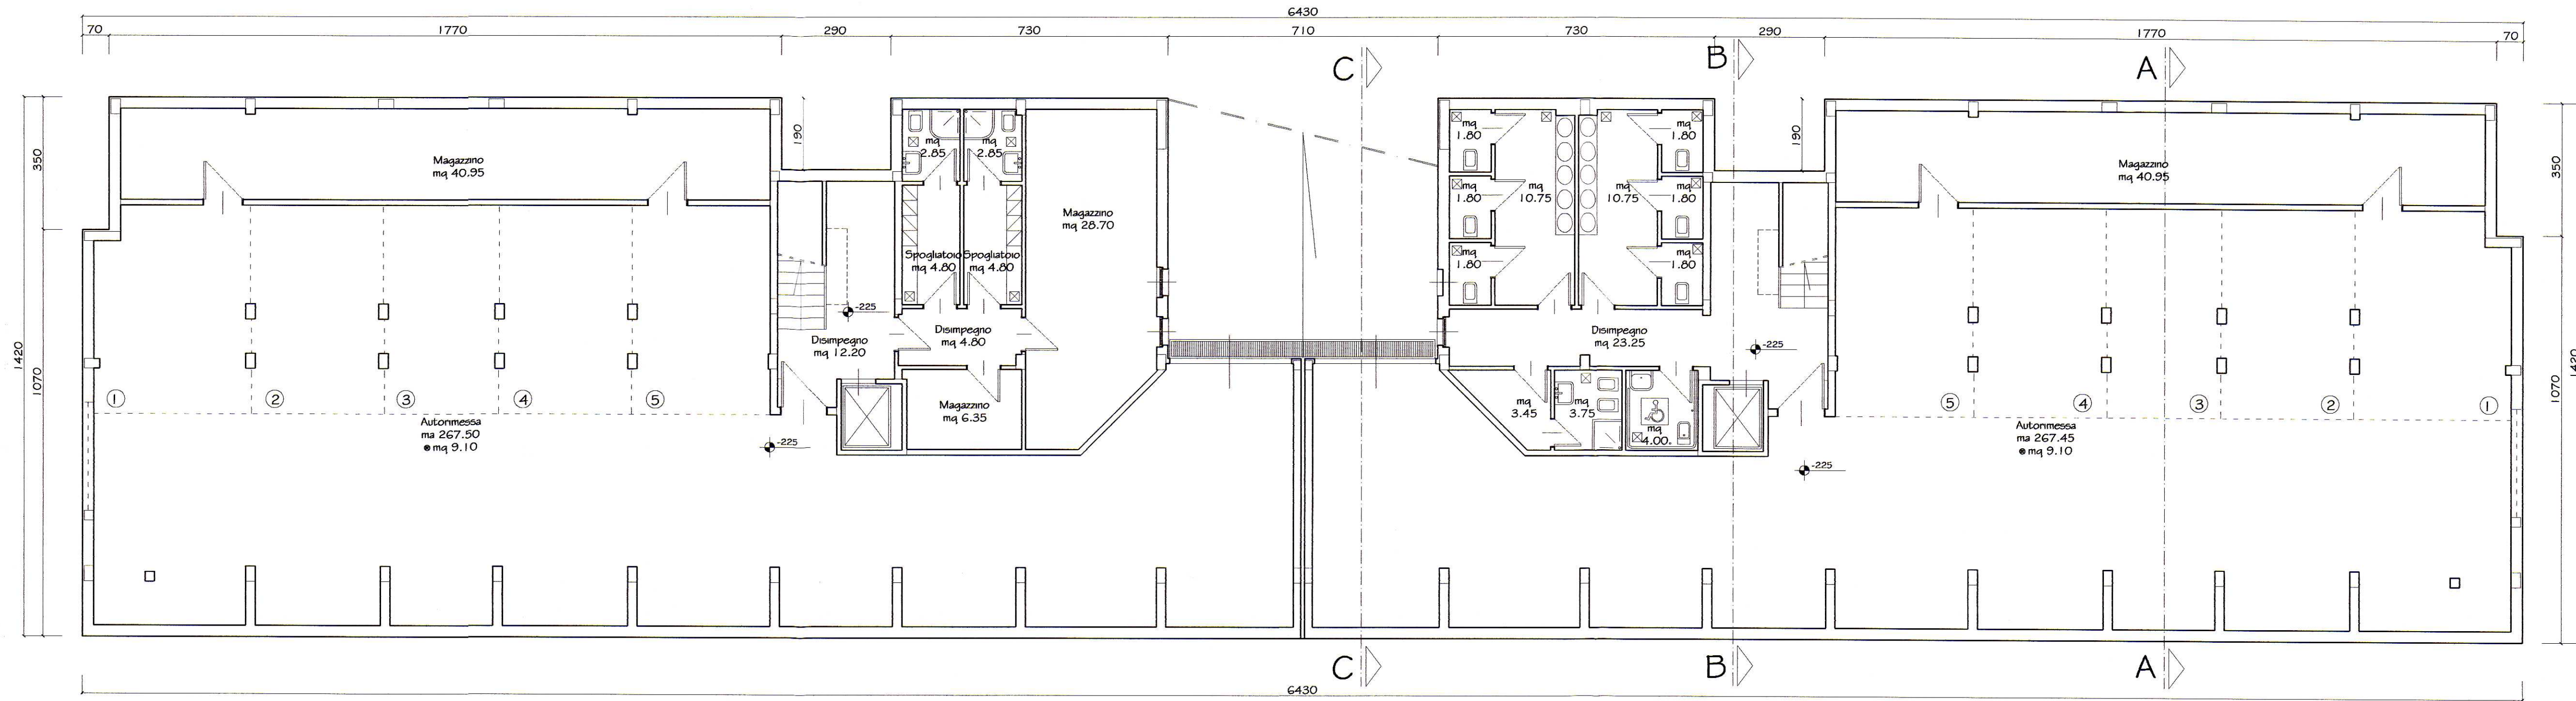 6430
70 1770 290 730 710 730 290 1770 70
C B A
350
1070
1420
190
190
350
1070
1420
Magazzino
mq 40.95
mq
2.85
mq
2.85
Spogliatoio
mq 4.80
Spogliatoio
mq 4.80
Magazzino
mq 28.70
-225
Disimpegno
mq 12.20
Disimpegno
mq 4.80
Magazzino
mq 6.35
1 2 3 4 5
Autorimessa
ma 267.50
⊛ mq 9.10
-225
mq
1.80
mq
1.80
mq
1.80
mq
10.75
mq
10.75
mq
1.80
mq
1.80
mq
1.80
Disimpegno
mq 23.25
-225
mq
3.45
mq
3.75
mq
4.00
Magazzino
mq 40.95
5 4 3 2 1
Autorimessa
ma 267.45
⊛ mq 9.10
-225
C B A
6430